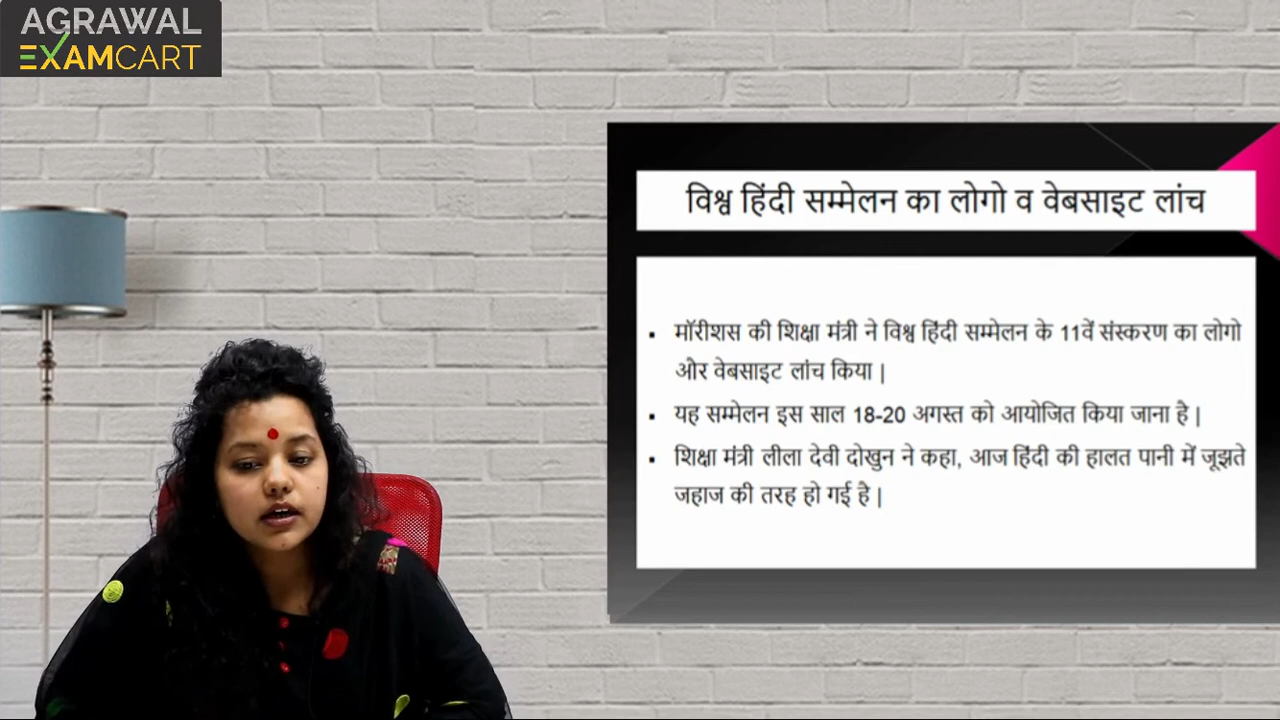 AGRAWAL
EXAMCART
विश्व हिंदी सम्मेलन का लोगो व वेबसाइट लांच
▪ मॉरीशस की शिक्षा मंत्री ने विश्व हिंदी सम्मेलन के 11वें संस्करण का लोगो
और वेबसाइट लांच किया |
▪ यह सम्मेलन इस साल 18-20 अगस्त को आयोजित किया जाना है |
▪ शिक्षा मंत्री लीला देवी दोखुन ने कहा, आज हिंदी की हालत पानी में जूझते
जहाज की तरह हो गई है |